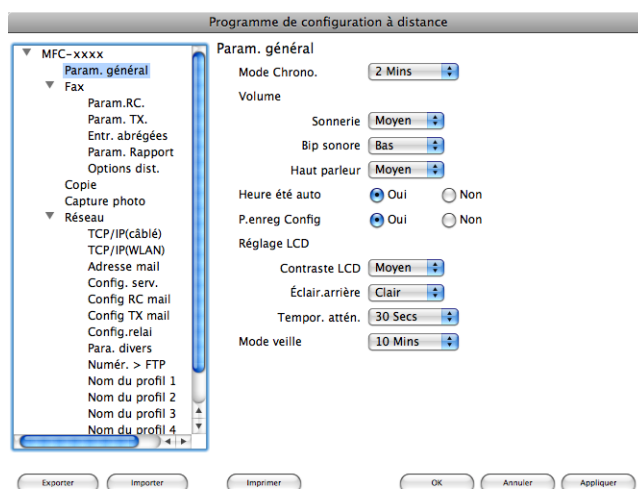 Programme de configuration à distance
MFC-xxxx
Param. général
Fax
Param.RC.
Param. TX.
Entr. abrégées
Param. Rapport
Options dist.
Copie
Capture photo
Réseau
TCP/IP(câblé)
TCP/IP(WLAN)
Adresse mail
Config. serv.
Config RC mail
Config TX mail
Config.relai
Para. divers
Numér. > FTP
Nom du profil 1
Nom du profil 2
Nom du profil 3
Nom du profil 4
Param. général
Mode Chrono. 2 Mins
Volume
Sonnerie Moyen
Bip sonore Bas
Haut parleur Moyen
Heure été auto Oui Non
P.enreg Config Oui Non
Réglage LCD
Contraste LCD Moyen
Éclair.arrière Clair
Tempor. attén. 30 Secs
Mode veille 10 Mins
Exporter Importer Imprimer OK Annuler Appliquer